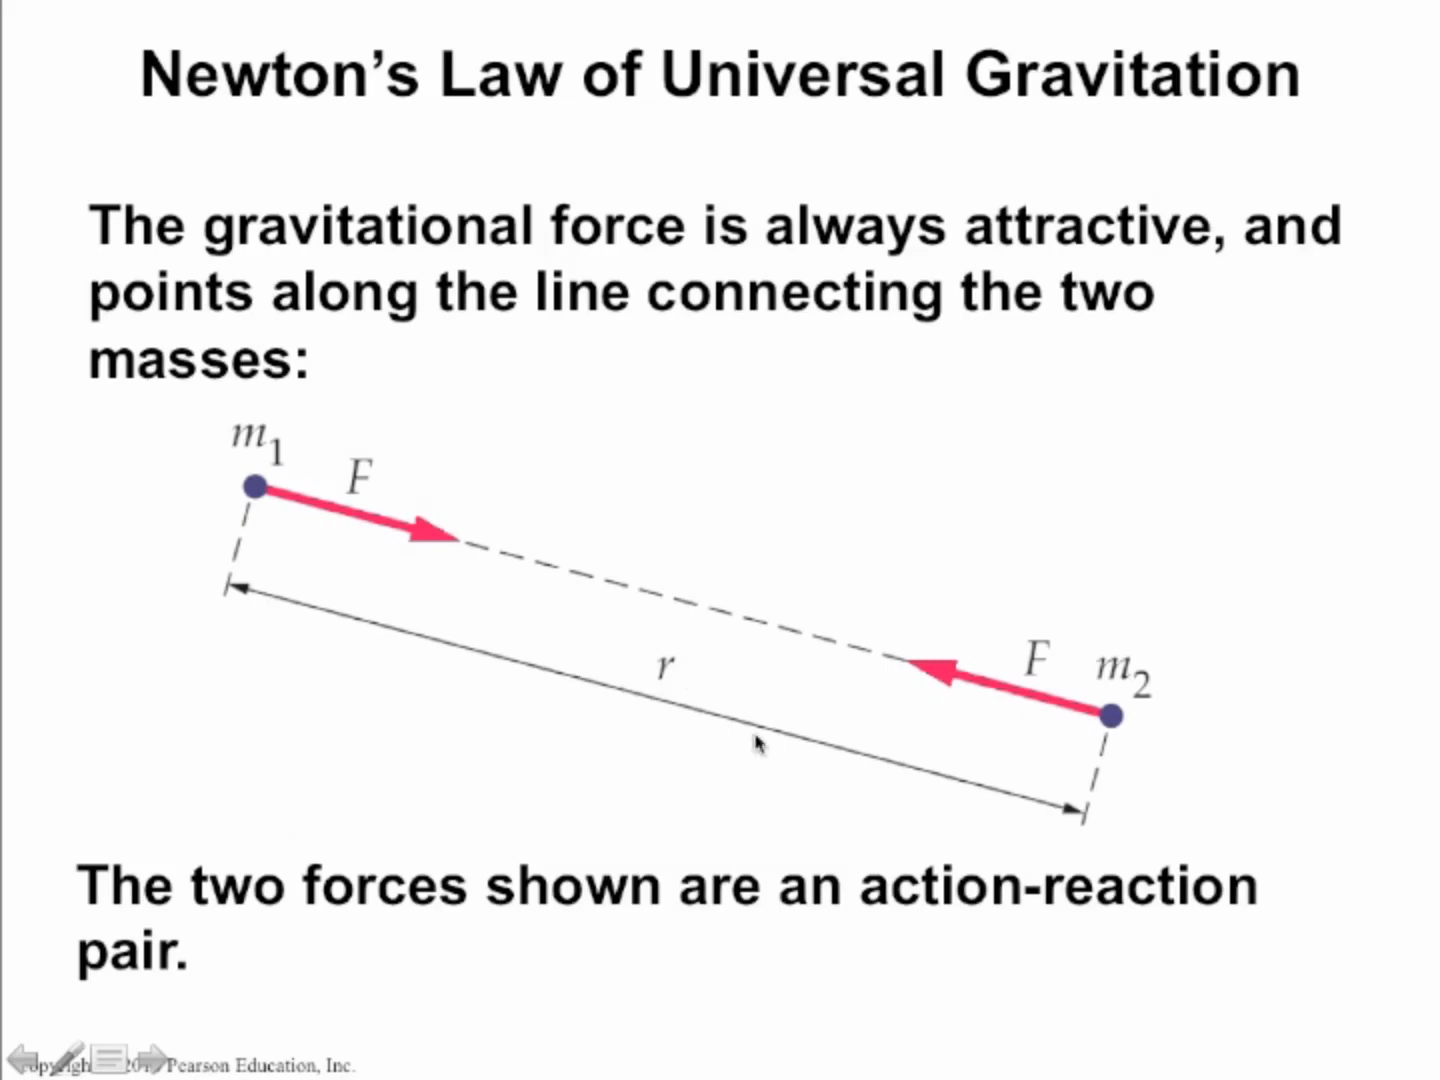 Newton’s Law of Universal Gravitation
The gravitational force is always attractive, and
points along the line connecting the two
masses:
m1
F
r
F m2
The two forces shown are an action-reaction
pair.
Pearson Education, Inc.